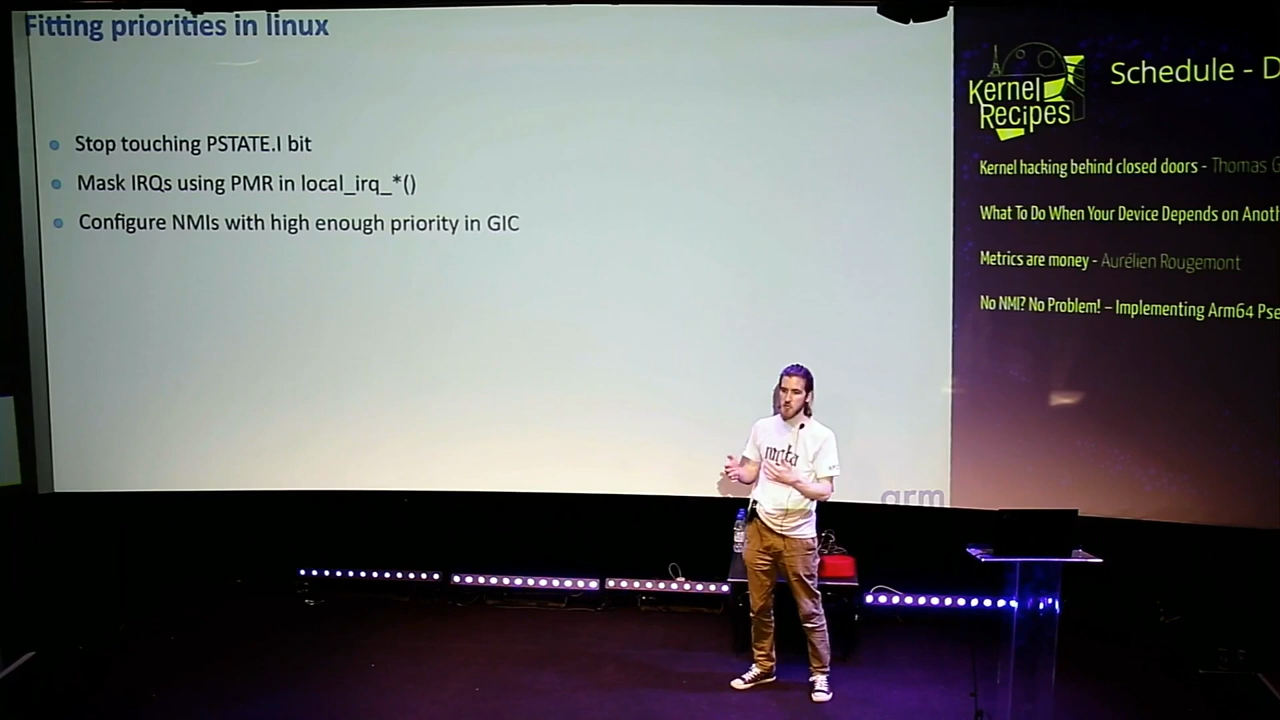 Fitting priorities in linux
Stop touching PSTATE.I bit
Mask IRQs using PMR in local_irq_*()
Configure NMIs with high enough priority in GIC
arm
Kernel
Recipes
Schedule - D
Kernel hacking behind closed doors - Thomas G
What To Do When Your Device Depends on Anoth
Metrics are money - Aurélien Rougemont
No NMI? No Problem! – Implementing Arm64 Pse